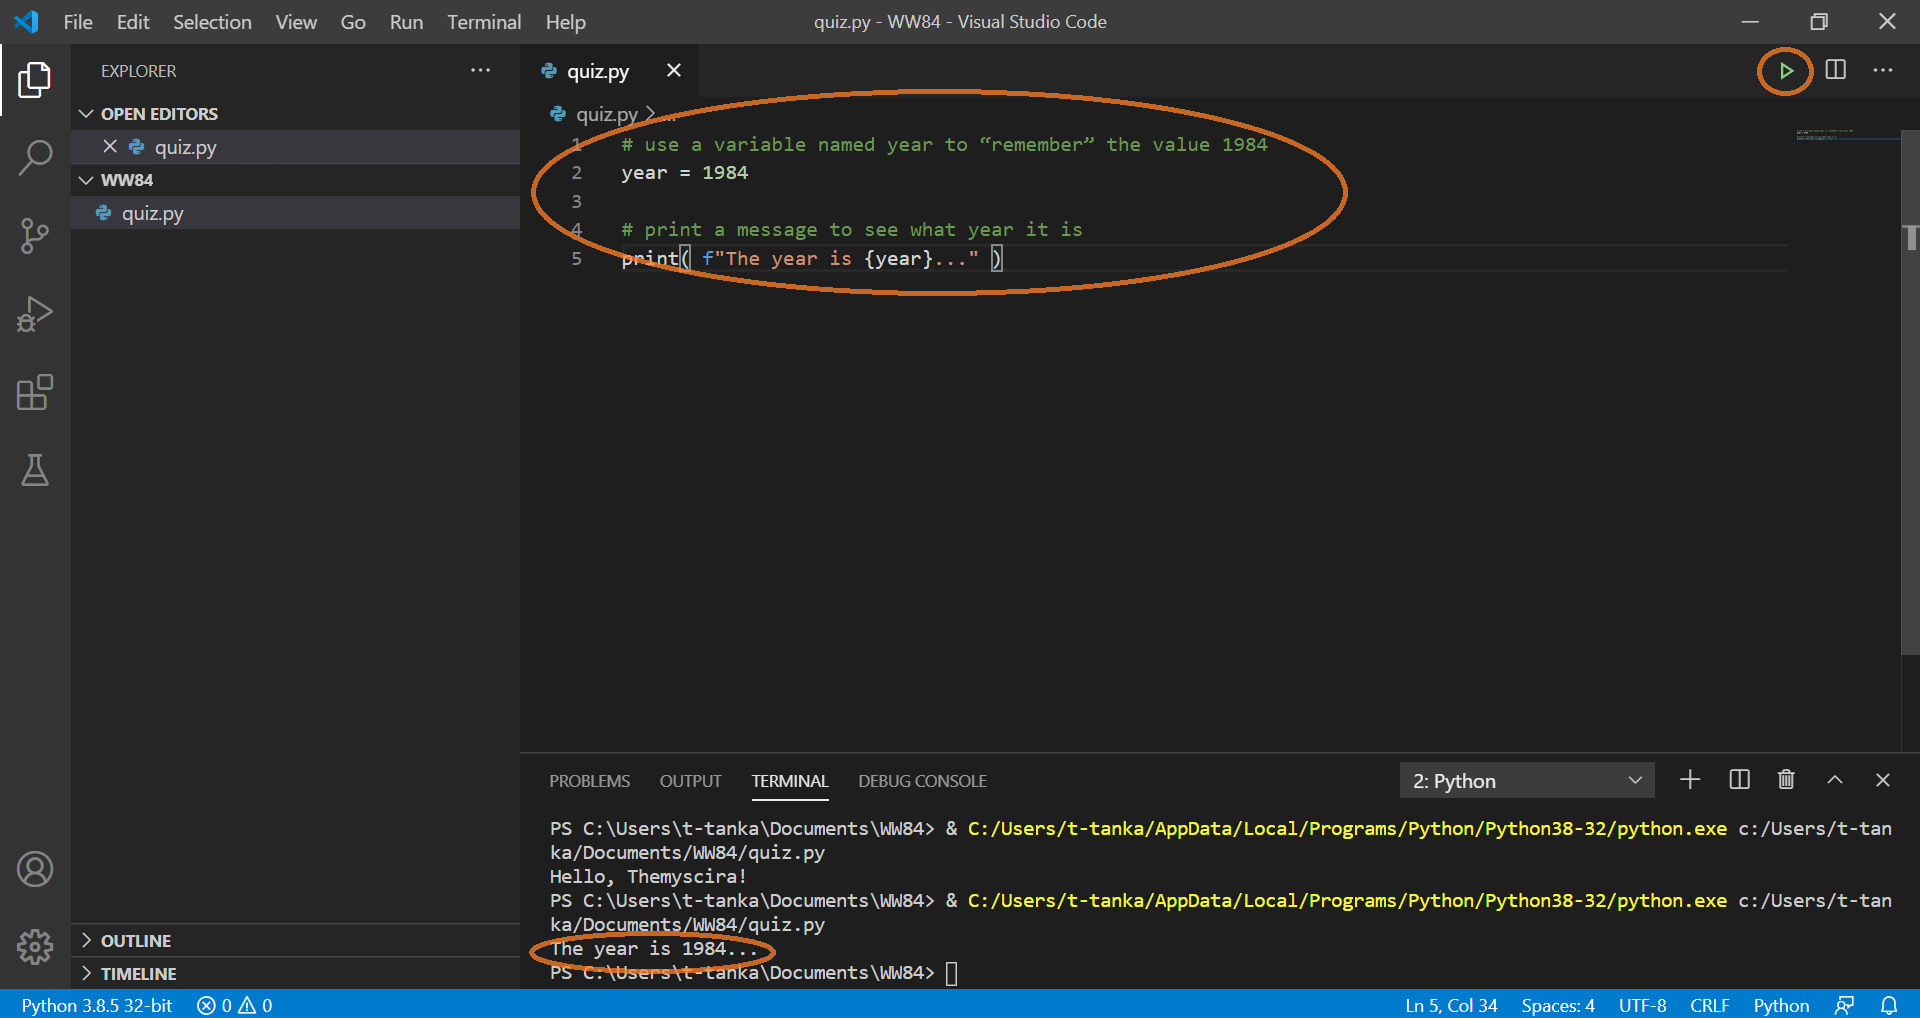 File Edit Selection View Go Run Terminal Help
quiz.py - WW84 - Visual Studio Code
EXPLORER
OPEN EDITORS
quiz.py
WW84
quiz.py
OUTLINE
TIMELINE
quiz.py
quiz.py > ...
1 # use a variable named year to “remember” the value 1984
2 year = 1984
3
4 # print a message to see what year it is
5 print( f"The year is {year}..." )
PROBLEMS OUTPUT TERMINAL DEBUG CONSOLE
2: Python
PS C:\Users\t-tanka\Documents\WW84> & C:/Users/t-tanka/AppData/Local/Programs/Python/Python38-32/python.exe c:/Users/t-tan
ka/Documents/WW84/quiz.py
Hello, Themyscira!
PS C:\Users\t-tanka\Documents\WW84> & C:/Users/t-tanka/AppData/Local/Programs/Python/Python38-32/python.exe c:/Users/t-tan
ka/Documents/WW84/quiz.py
The year is 1984...
PS C:\Users\t-tanka\Documents\WW84>
Python 3.8.5 32-bit 0 0
Ln 5, Col 34 Spaces: 4 UTF-8 CRLF Python